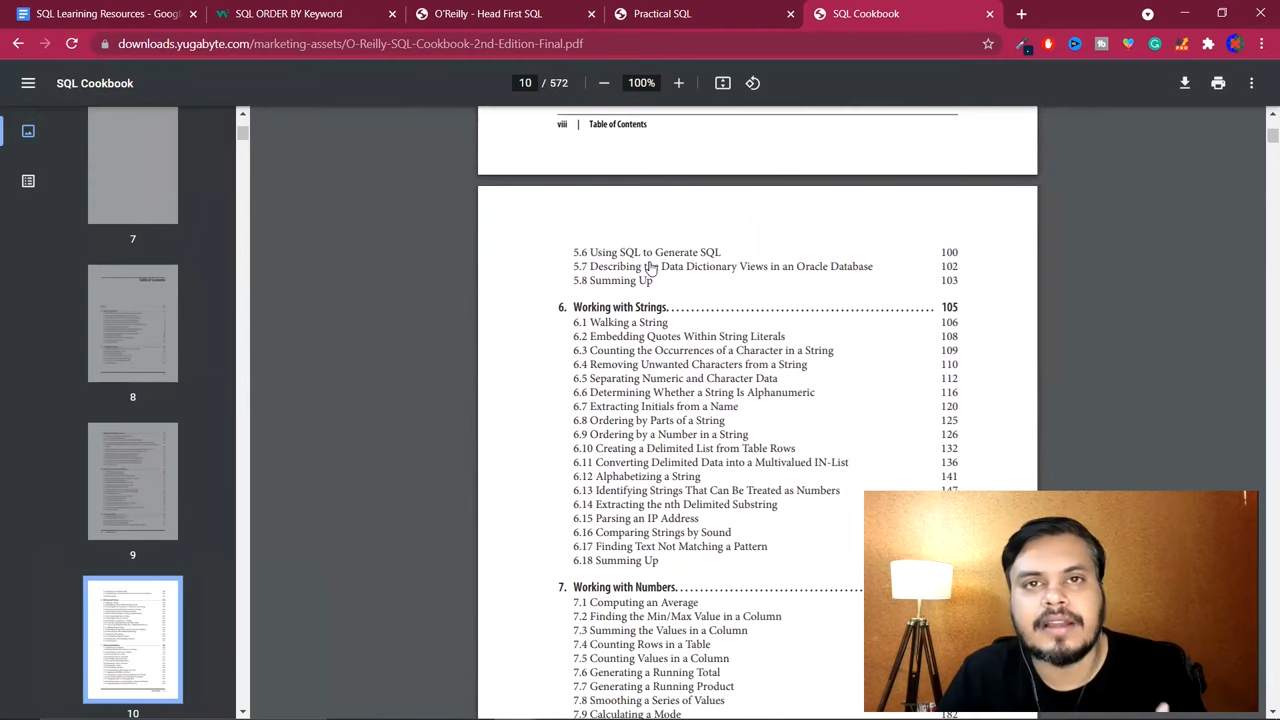 SQL Learning Resources - Goog
SQL ORDER BY Keyword
O'Reilly - Head First SQL
Practical SQL
SQL Cookbook
downloads.yugabyte.com/marketing-assets/O-Reilly-SQL-Cookbook-2nd-Edition-Final.pdf
SQL Cookbook
10 / 572
100%
viii | Table of Contents
5.6 Using SQL to Generate SQL 100
5.7 Describing Data Dictionary Views in an Oracle Database 102
5.8 Summing Up 103
6. Working with Strings. 105
6.1 Walking a String 106
6.2 Embedding Quotes Within String Literals 108
6.3 Counting the Occurrences of a Character in a String 109
6.4 Removing Unwanted Characters from a String 110
6.5 Separating Numeric and Character Data 112
6.6 Determining Whether a String Is Alphanumeric 116
6.7 Extracting Initials from a Name 120
6.8 Ordering by Parts of a String 125
6.9 Ordering by a Number in a String 126
6.10 Creating a Delimited List from Table Rows 132
6.11 Converting Delimited Data into a Multivalued IN-List 136
6.12 Alphabetizing a String 141
6.13 Identifying Strings That Can Be Treated as Numbers 147
6.14 Extracting the nth Delimited Substring
6.15 Parsing an IP Address
6.16 Comparing Strings by Sound
6.17 Finding Text Not Matching a Pattern
6.18 Summing Up
7. Working with Numbers.
7.1 Computing an Average
7.2 Finding the Min/Max Value in a Column
7.3 Summing the Values in a Column
7.4 Counting Rows in a Table
7.5 Counting Values in a Column
7.6 Generating a Running Total
7.7 Generating a Running Product
7.8 Smoothing a Series of Values
7.9 Calculating a Mode 182
7
8
9
10